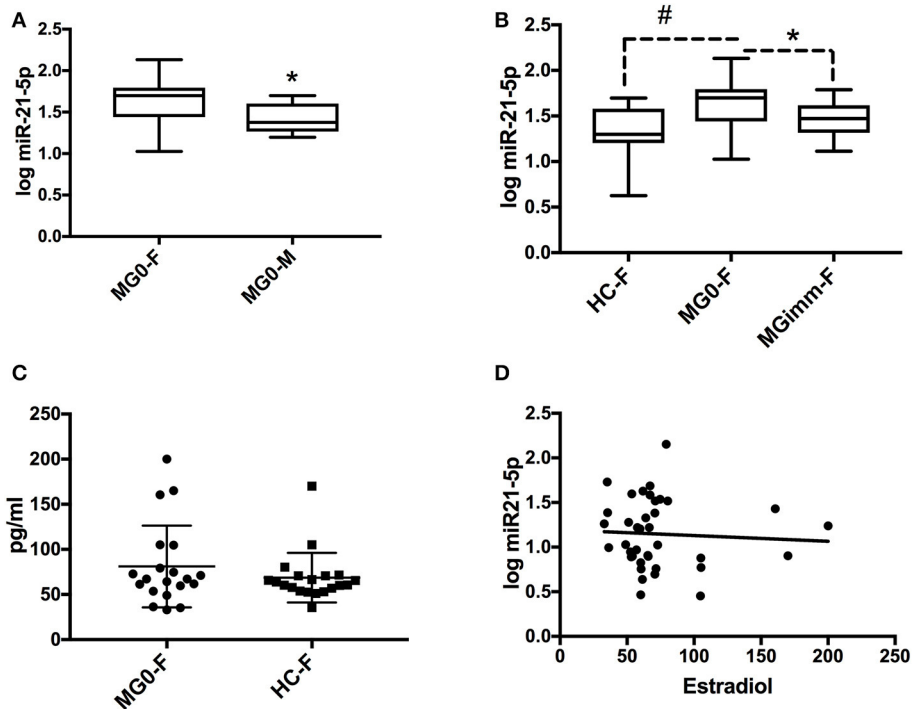 A
log miR-21-5p
2.5
2.0
1.5
1.0
0.5
0.0
*
MG0-F
MG0-M
B
log miR-21-5p
2.5
2.0
1.5
1.0
0.5
0.0
#
*
HC-F
MG0-F
MGimm-F
C
pg/ml
250
200
150
100
50
0
MG0-F
HC-F
D
log miR21-5p
2.5
2.0
1.5
1.0
0.5
0.0
0 50 100 150 200 250
Estradiol